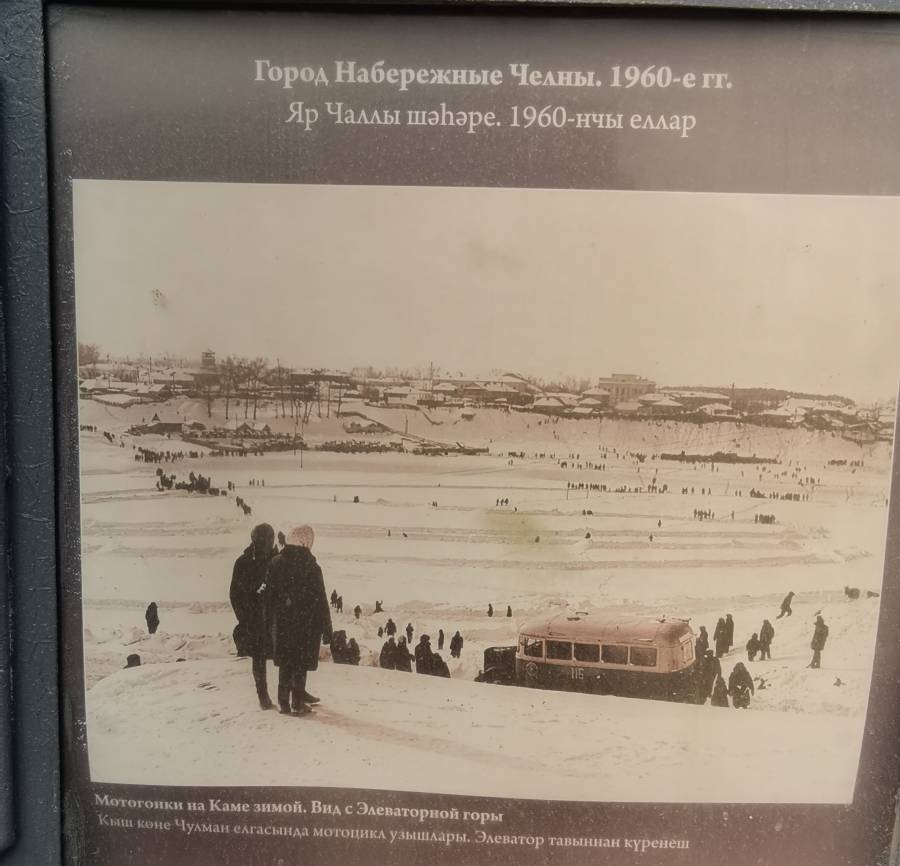 Город Набережные Челны. 1960-е гг.
Яр Чаллы шәһәре. 1960-нчы еллар
116
Мотогонки на Каме зимой. Вид с Элеваторной горы
Кыш көне Чулман елгасында мотоцикл узышлары. Элеватор тавыннан күренеш